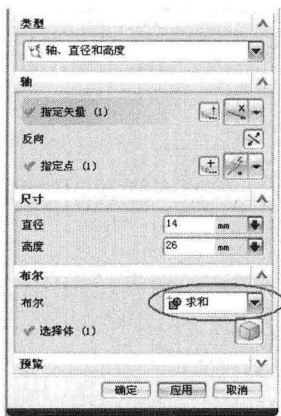 类型
轴、直径和高度
轴
指定矢量 (1)
反向
指定点 (1)
尺寸
直径 14 mm
高度 26 mm
布尔
布尔 求和
选择体 (1)
预览
确定 应用 取消